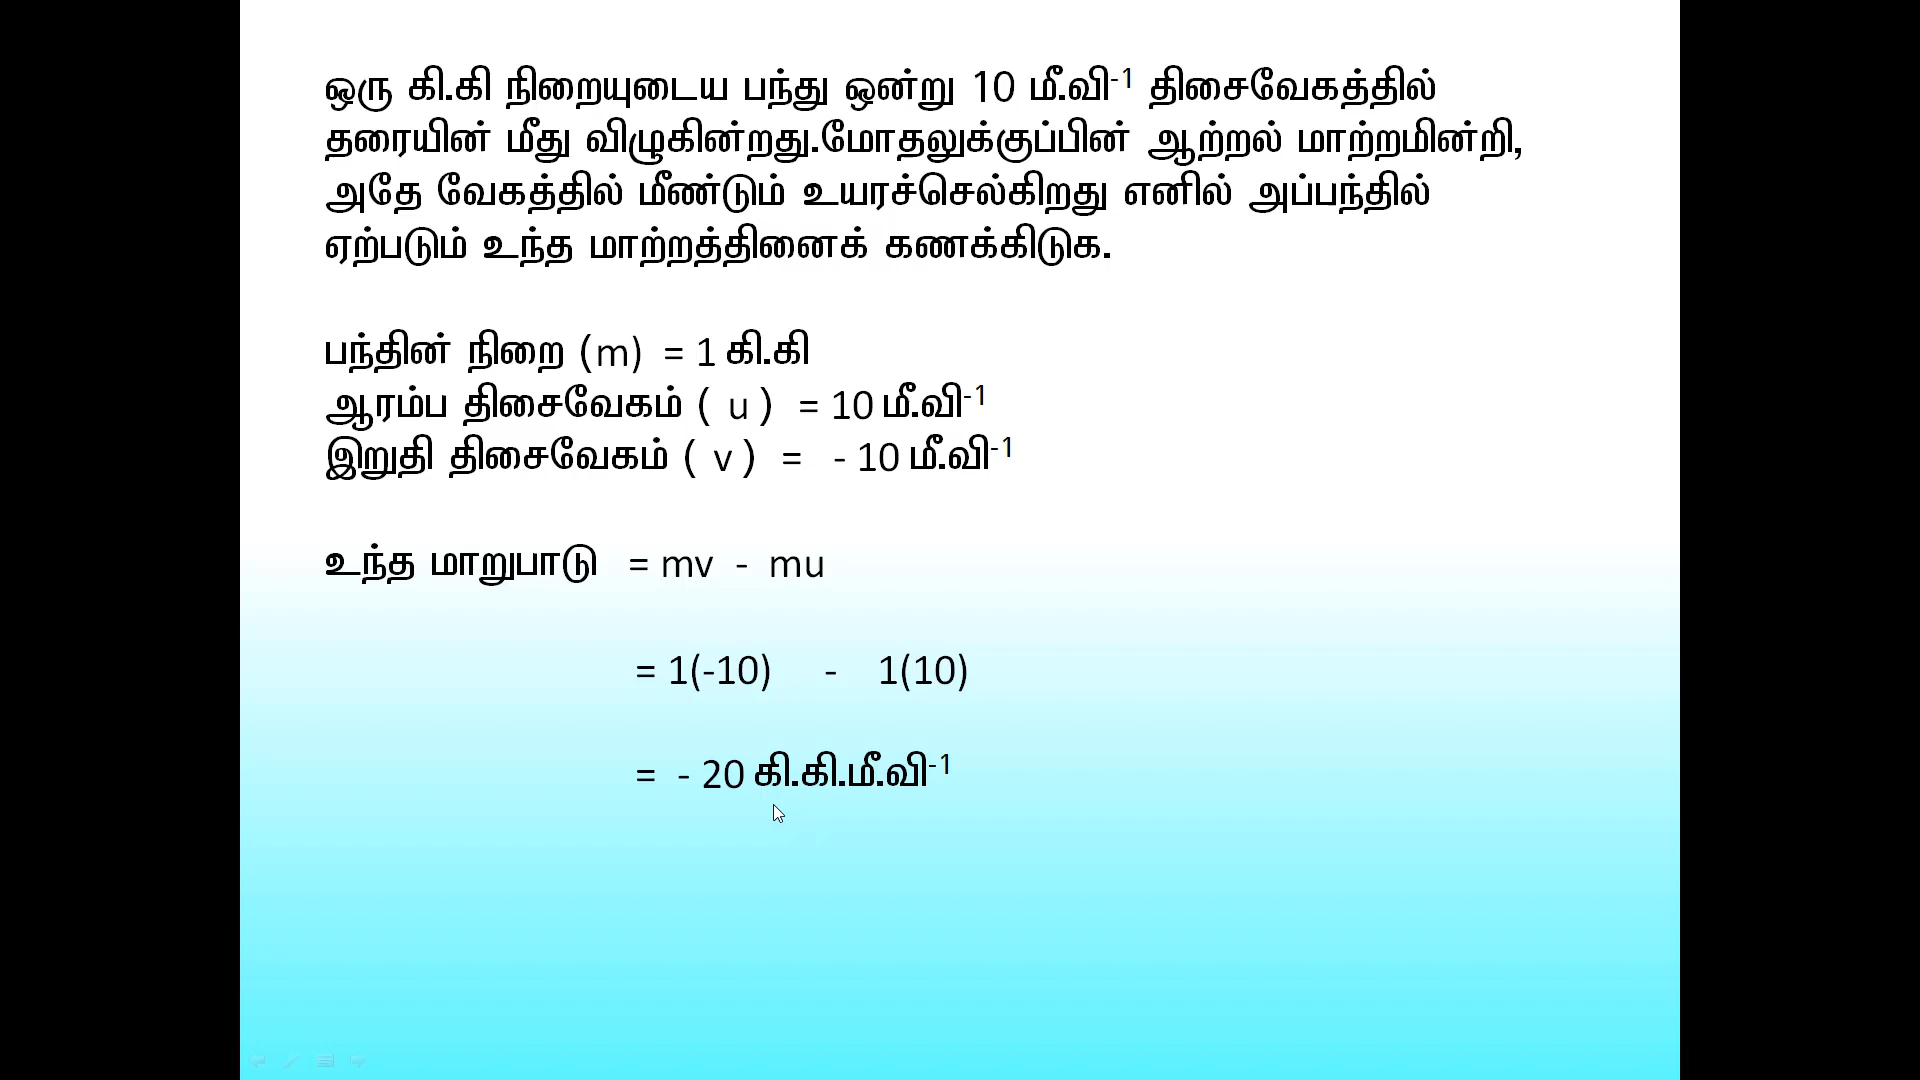 ஒரு கி.கி நிறையுடைய பந்து ஒன்று 10 மீ.வி-1 திசைவேகத்தில்
தரையின் மீது விழுகின்றது.மோதலுக்குப்பின் ஆற்றல் மாற்றமின்றி,
அதே வேகத்தில் மீண்டும் உயரச்செல்கிறது எனில் அப்பந்தில்
ஏற்படும் உந்த மாற்றத்தினைக் கணக்கிடுக.
பந்தின் நிறை (m) = 1 கி.கி
ஆரம்ப திசைவேகம் ( u ) = 10 மீ.வி-1
இறுதி திசைவேகம் ( v ) = - 10 மீ.வி-1
உந்த மாறுபாடு = mv - mu
= 1(-10) - 1(10)
= - 20 கி.கி.மீ.வி-1